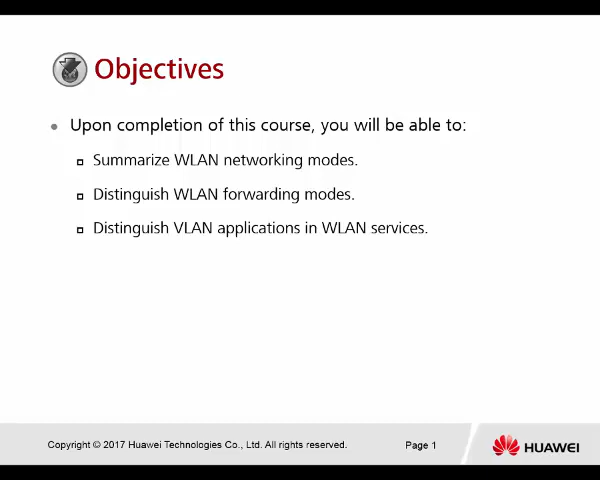 Objectives
Upon completion of this course, you will be able to:
Summarize WLAN networking modes.
Distinguish WLAN forwarding modes.
Distinguish VLAN applications in WLAN services.
Copyright © 2017 Huawei Technologies Co., Ltd. All rights reserved.
Page 1
HUAWEI